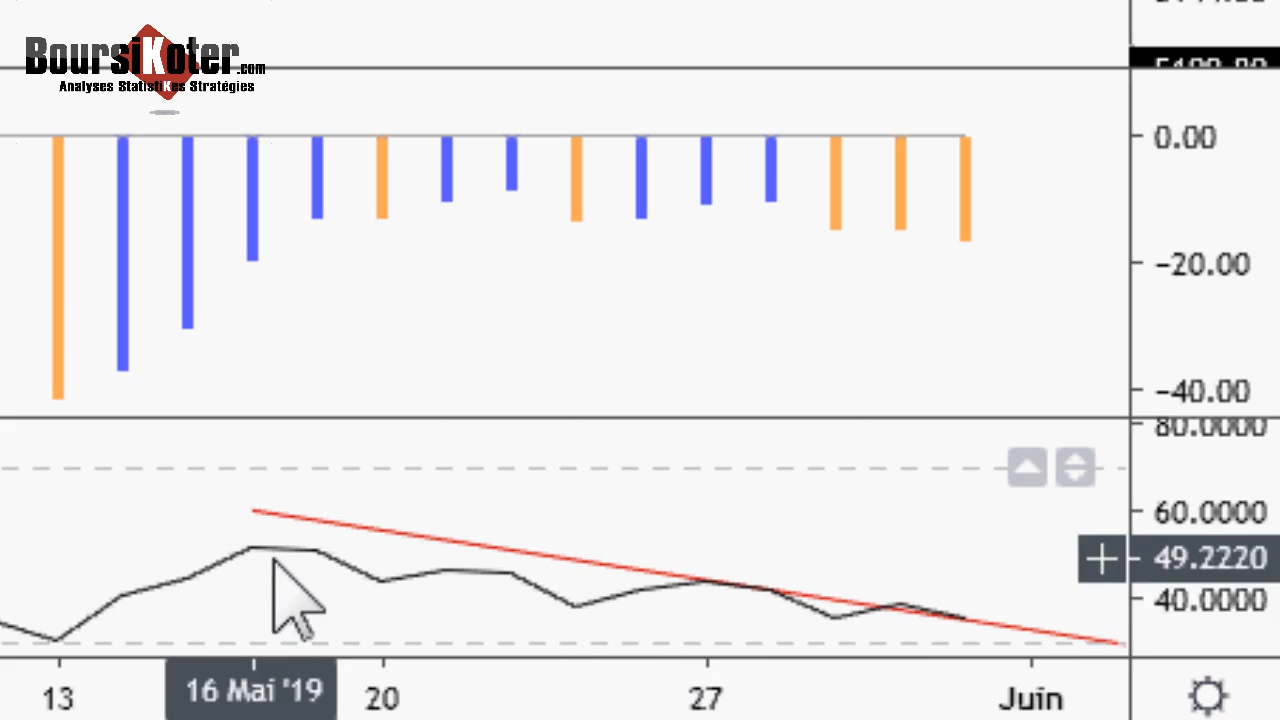 BoursiKoter.com
Analyses StatistiKes Stratégies
0.00
-20.00
-40.00
80.0000
60.0000
49.2220
40.0000
13
16 Mai '19
20
27
Juin